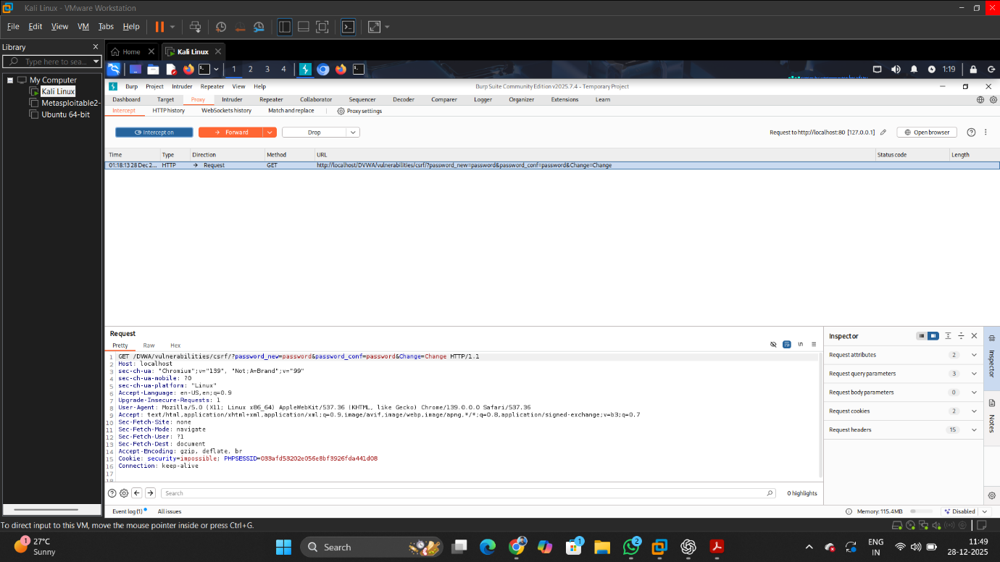 Kali Linux - VMware Workstation
File Edit View VM Tabs Help
Library
Home
Kali Linux
Type here to sea...
My Computer
Kali Linux
Metasploitable2-
Ubuntu 64-bit
1 2 3 4
1:19
Burp Project Intruder Repeater View Help
Burp Suite Community Edition v2025.7.4 - Temporary Project
Dashboard Target Proxy Intruder Repeater Collaborator Sequencer Decoder Comparer Logger Organizer Extensions Learn
Intercept HTTP history WebSockets history Match and replace Proxy settings
Intercept on Forward Drop Request to http://localhost:80 [127.0.0.1] Open browser
Time Type Direction Method URL Status code Length
01:18:13 28 Dec 2... HTTP → Request GET http://localhost/DVWA/vulnerabilities/csrf/?password_new=password&password_conf=password&Change=Change
Request
Pretty Raw Hex
1 GET /DVWA/vulnerabilities/csrf/?password_new=password&password_conf=password&Change=Change HTTP/1.1
2 Host: localhost
3 sec-ch-ua: "Chromium";v="139", "Not;A=Brand";v="99"
4 sec-ch-ua-mobile: ?0
5 sec-ch-ua-platform: "Linux"
6 Accept-Language: en-US,en;q=0.9
7 Upgrade-Insecure-Requests: 1
8 User-Agent: Mozilla/5.0 (X11; Linux x86_64) AppleWebKit/537.36 (KHTML, like Gecko) Chrome/139.0.0.0 Safari/537.36
9 Accept: text/html,application/xhtml+xml,application/xml;q=0.9,image/avif,image/webp,image/apng,*/*;q=0.8,application/signed-exchange;v=b3;q=0.7
10 Sec-Fetch-Site: none
11 Sec-Fetch-Mode: navigate
12 Sec-Fetch-User: ?1
13 Sec-Fetch-Dest: document
14 Accept-Encoding: gzip, deflate, br
15 Cookie: security=impossible; PHPSESSID=033afd53202e056e8bf3926fda441d08
16 Connection: keep-alive
17
18
Inspector
Request attributes 2
Request query parameters 3
Request body parameters 0
Request cookies 2
Request headers 15
Inspector
Notes
Search
0 highlights
Event log (1) All issues
Memory: 115.4MB
Disabled
To direct input to this VM, move the mouse pointer inside or press Ctrl+G.
1
27°C
Sunny
Search
1
2
ENG
IN
11:49
28-12-2025